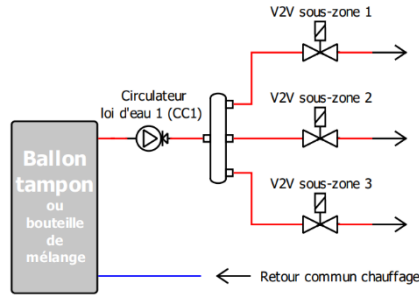 V2V sous-zone 1
Circulateur
loi d'eau 1 (CC1)
V2V sous-zone 2
Ballon
tampon
ou
bouteille
de
mélange
V2V sous-zone 3
Retour commun chauffage